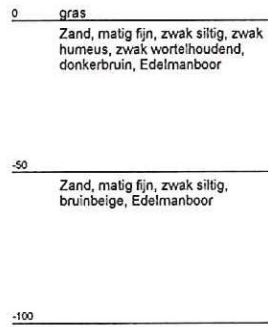 0 gras
Zand, matig fijn, zwak siltig, zwak
humeus, zwak wortelhoudend,
donkerbruin, Edelmanboor
-50
Zand, matig fijn, zwak siltig,
bruinbeige, Edelmanboor
-100